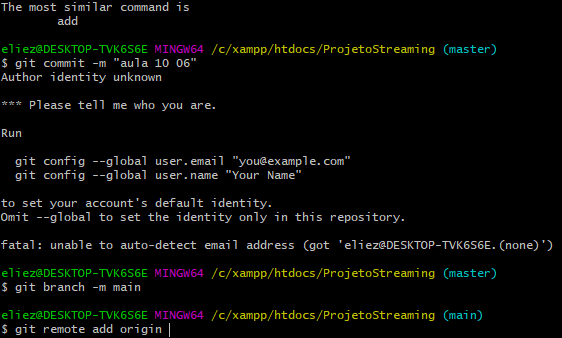 The most similar command is
        add

eliez@DESKTOP-TVK6S6E MINGW64 /c/xampp/htdocs/ProjetoStreaming (master)
$ git commit -m "aula 10 06"
Author identity unknown

*** Please tell me who you are.

Run

  git config --global user.email "you@example.com"
  git config --global user.name "Your Name"

to set your account's default identity.
Omit --global to set the identity only in this repository.

fatal: unable to auto-detect email address (got 'eliez@DESKTOP-TVK6S6E.(none)')

eliez@DESKTOP-TVK6S6E MINGW64 /c/xampp/htdocs/ProjetoStreaming (master)
$ git branch -m main

eliez@DESKTOP-TVK6S6E MINGW64 /c/xampp/htdocs/ProjetoStreaming (main)
$ git remote add origin